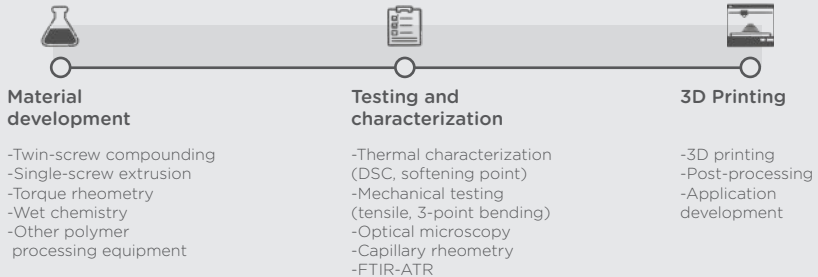 Material
development
-Twin-screw compounding
-Single-screw extrusion
-Torque rheometry
-Wet chemistry
-Other polymer
processing equipment
Testing and
characterization
-Thermal characterization
(DSC, softening point)
-Mechanical testing
(tensile, 3-point bending)
-Optical microscopy
-Capillary rheometry
-FTIR-ATR
3D Printing
-3D printing
-Post-processing
-Application
development